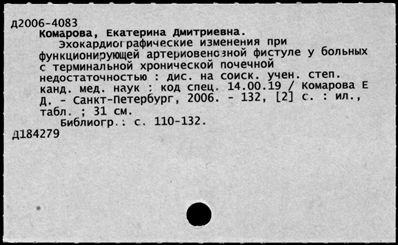 Д2006-4083
Комарова, Екатерина Дмитриевна.
Эхокардиографические изменения при
функционирующей артериовенозной фистуле у больных
с терминальной хронической почечной
недостаточностью : дис. на соиск. учен. степ.
канд. мед. наук : код спец. 14.00.19 / Комарова Е
Д. - Санкт-Петербург, 2006. - 132, [2] с. : ил.,
табл. ; 31 см.
Библиогр.: с. 110-132.
Д184279